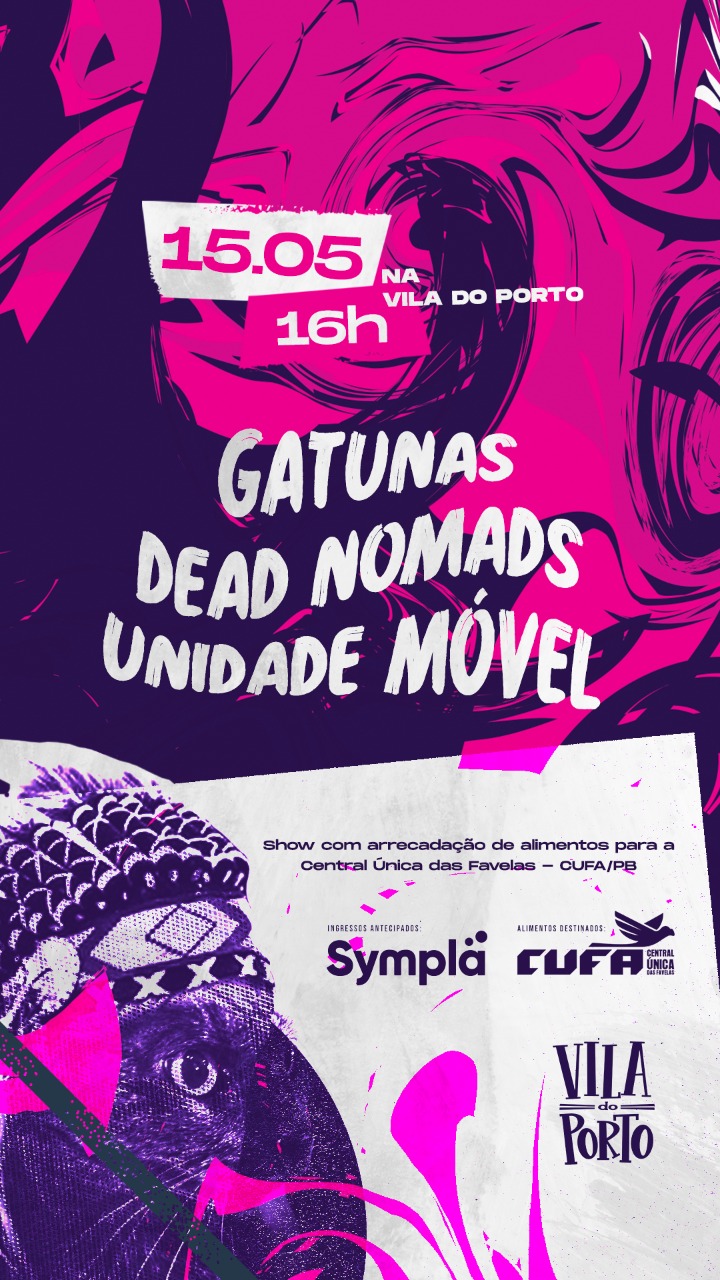 15.05
NA
VILA DO PORTO
16h
GATUNAS
DEAD NOMADS
UNIDADE MÓVEL
Show com arrecadação de alimentos para a
Central Única das Favelas – CUFA/PB
INGRESSOS ANTECIPADOS:
Symplä
ALIMENTOS DESTINADOS:
CUFA
CENTRAL
ÚNICA
DAS FAVELAS
VILA
do
PORTO